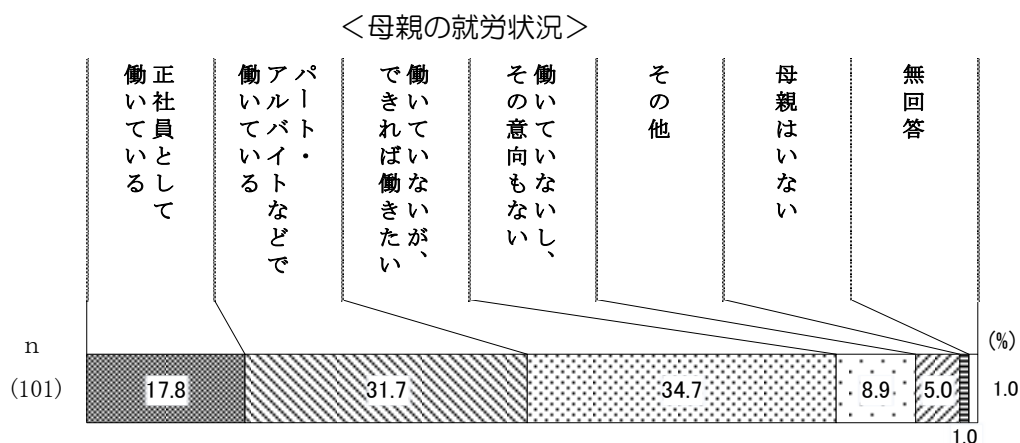 ＜母親の就労状況＞
正社員として
働いている
パート・
アルバイトなどで
働いている
働いていないが、
できれば働きたい
働いていないし、
その意向もない
その他
母親はいない
無回答
(%)
n
(101)
17.8
31.7
34.7
8.9
5.0
1.0
1.0